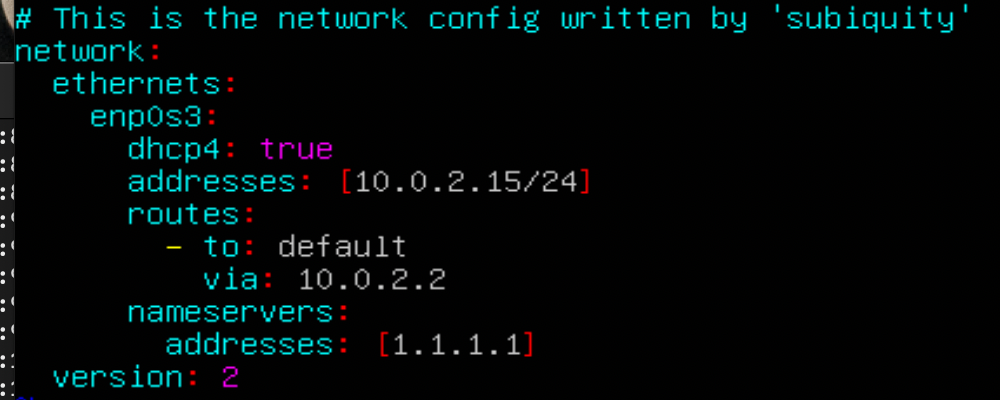 # This is the network config written by 'subiquity'
network:
  ethernets:
    enp0s3:
      dhcp4: true
      addresses: [10.0.2.15/24]
      routes:
        - to: default
          via: 10.0.2.2
      nameservers:
        addresses: [1.1.1.1]
  version: 2